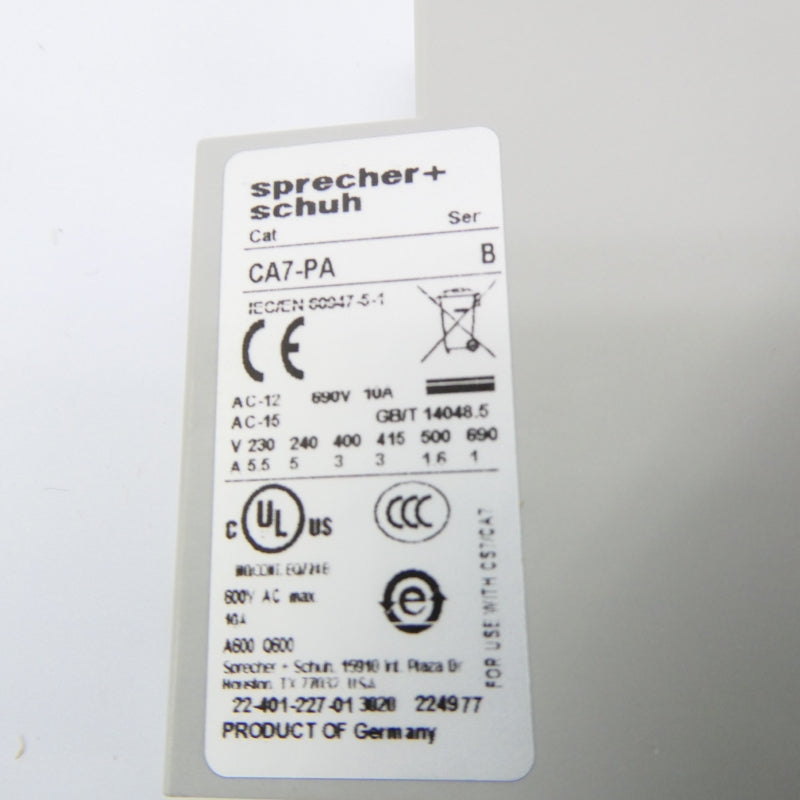 sprecher+
schuh
Cat Ser
CA7-PA B
IEC/EN 60947-5-1
CE
AC-12 690V 10A
AC-15 GB/T 14048.5
V 230 240 400 415 500 690
A 5.5 5 3 3 1.6 1
c UL US CCC
e
600V AC max.
10A
A600 Q600
Sprecher + Schuh, 15910 Int. Plaza Dr
Houston, TX 77032 USA
22-401-227-01 3020 224977
PRODUCT OF Germany
FOR USE WITH CS7/CA7